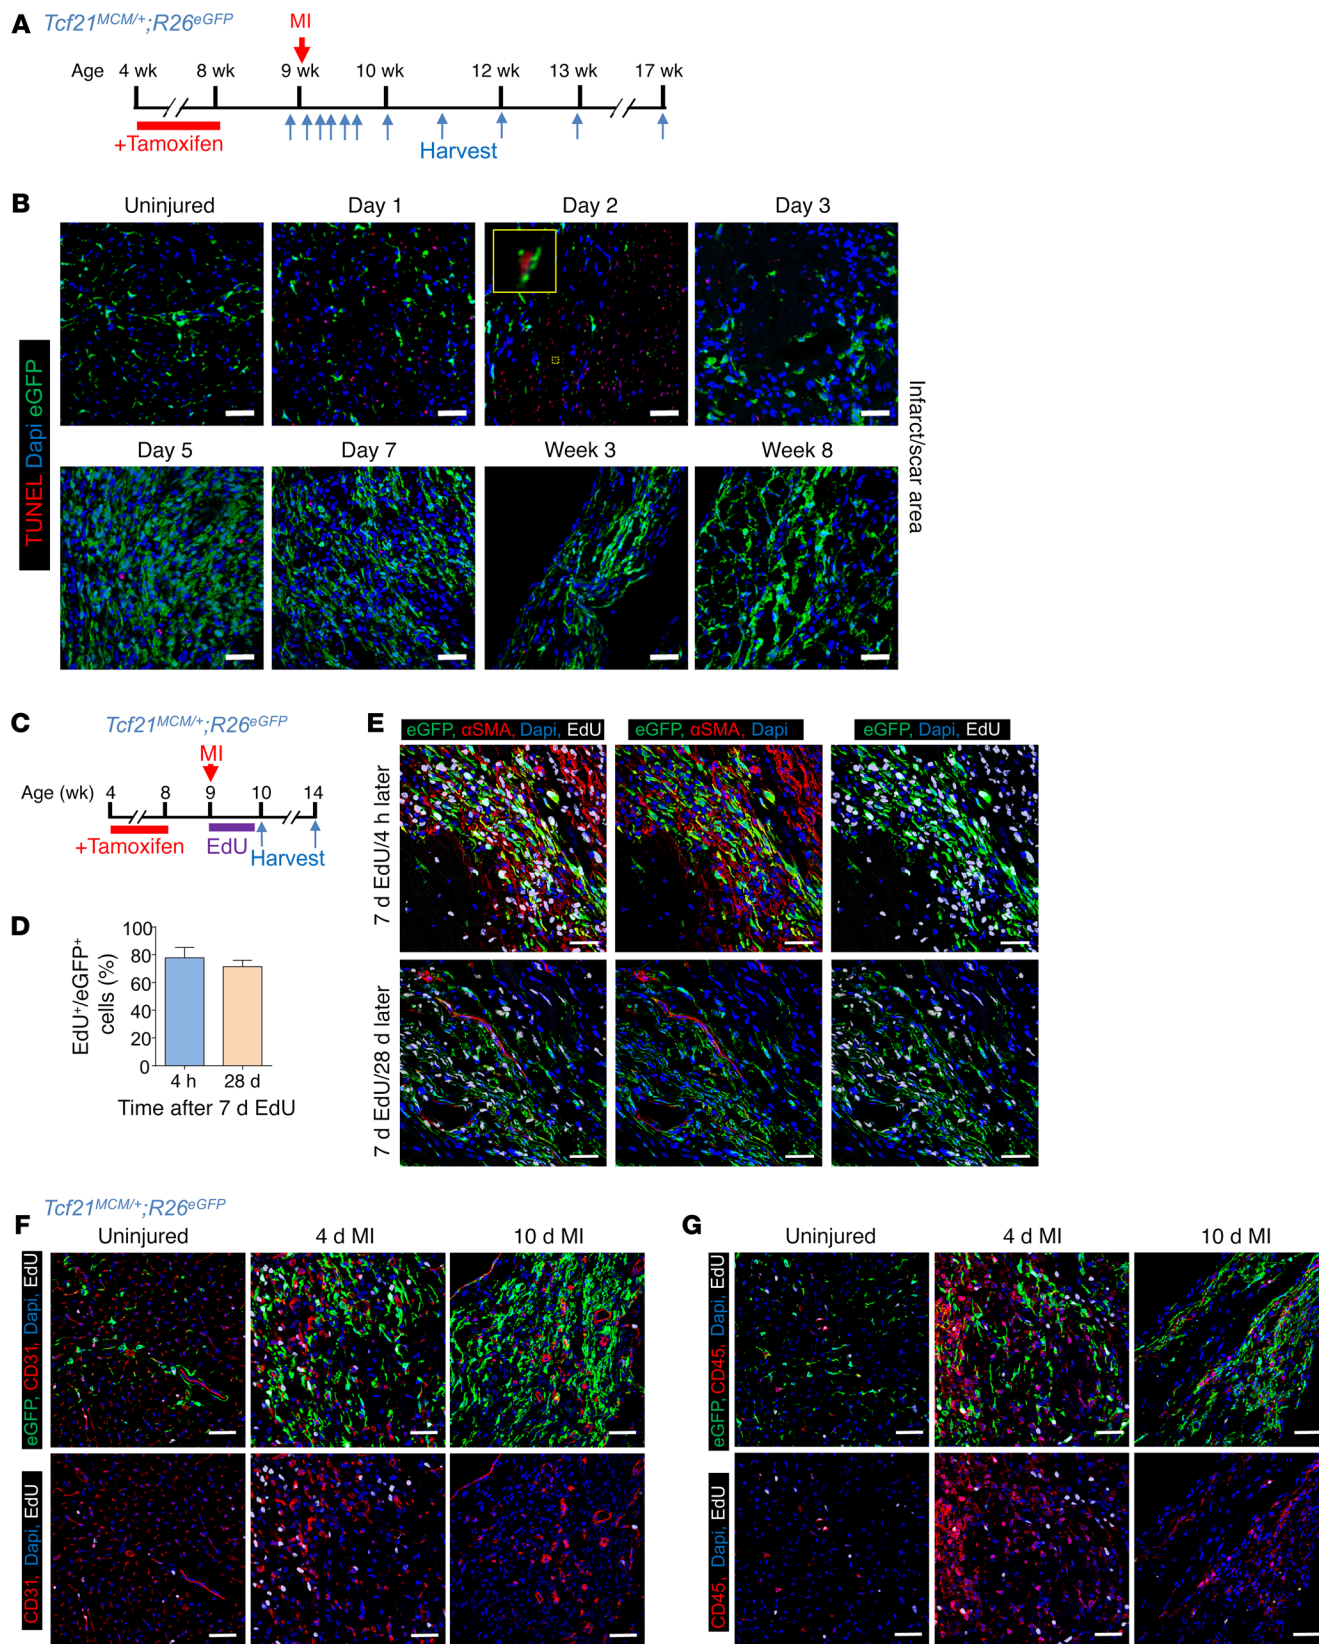 A Tcf21MCM/+;R26eGFP
MI
Age 4 wk 8 wk 9 wk 10 wk 12 wk 13 wk 17 wk
+Tamoxifen
Harvest
B
Uninjured Day 1 Day 2 Day 3
TUNEL Dapi eGFP
Infarct/scar area
Day 5 Day 7 Week 3 Week 8
C
Tcf21MCM/+;R26eGFP
MI
Age (wk) 4 8 9 10 14
+Tamoxifen EdU Harvest
D
EdU+/eGFP+
cells (%)
100
80
60
40
20
0
4 h 28 d
Time after 7 d EdU
E
eGFP, αSMA, Dapi, EdU eGFP, αSMA, Dapi eGFP, Dapi, EdU
7 d EdU/4 h later
7 d EdU/28 d later
Tcf21MCM/+;R26eGFP
F
Uninjured 4 d MI 10 d MI
eGFP, CD31, Dapi, EdU
CD31, Dapi, EdU
G
Uninjured 4 d MI 10 d MI
eGFP, CD45, Dapi, EdU
CD45, Dapi, EdU